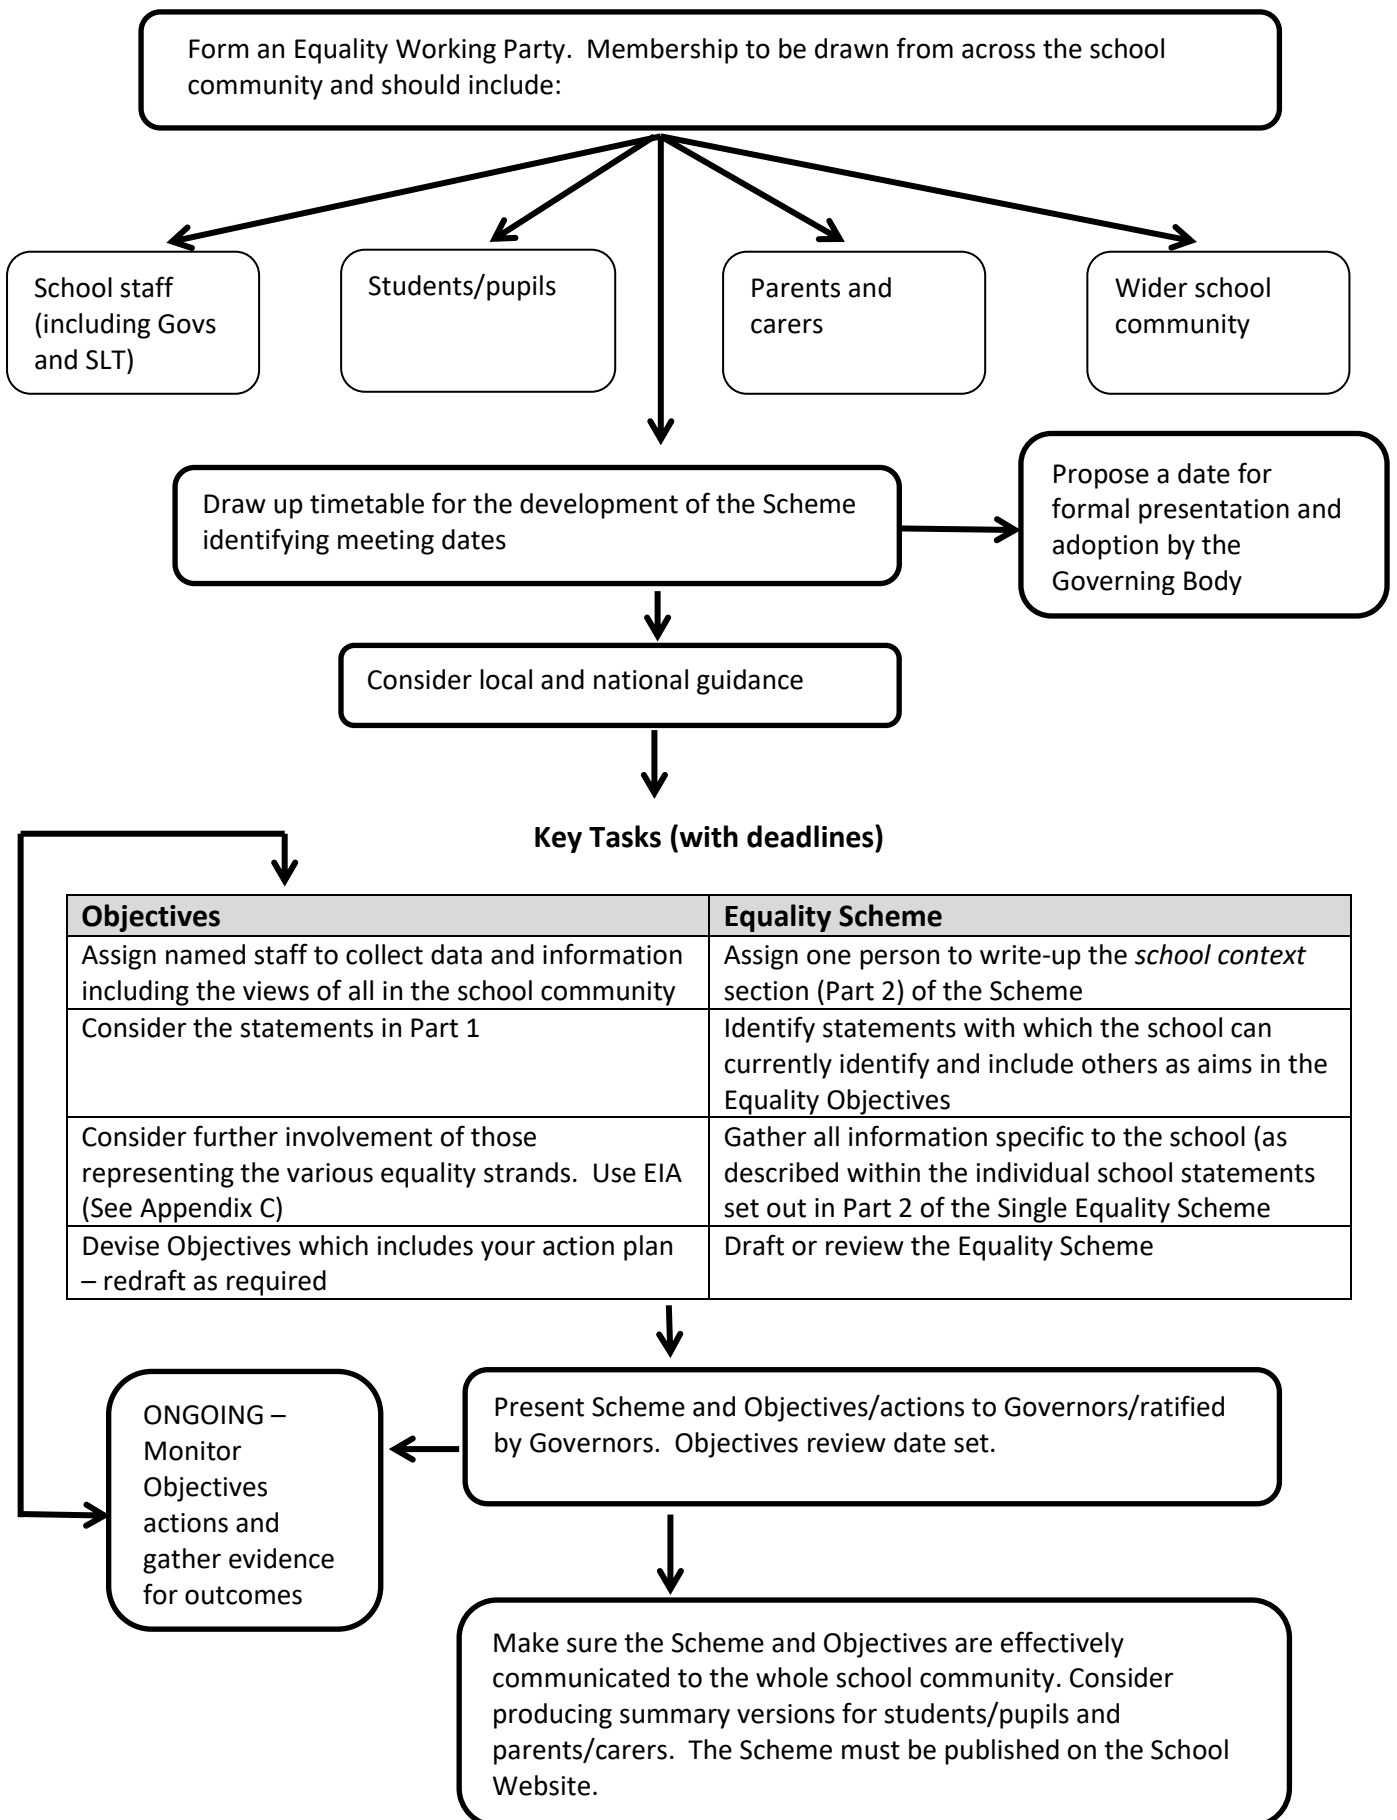 Form an Equality Working Party.  Membership to be drawn from across the school
community and should include:
School staff
(including Govs
and SLT)
Students/pupils
Parents and
carers
Wider school
community
Draw up timetable for the development of the Scheme
identifying meeting dates
Propose a date for
formal presentation and
adoption by the
Governing Body
Consider local and national guidance
Key Tasks (with deadlines)
Objectives
Equality Scheme
Assign named staff to collect data and information
including the views of all in the school community
Assign one person to write-up the school context
section (Part 2) of the Scheme
Consider the statements in Part 1
Identify statements with which the school can
currently identify and include others as aims in the
Equality Objectives
Consider further involvement of those
representing the various equality strands.  Use EIA
(See Appendix C)
Gather all information specific to the school (as
described within the individual school statements
set out in Part 2 of the Single Equality Scheme
Devise Objectives which includes your action plan
– redraft as required
Draft or review the Equality Scheme
ONGOING –
Monitor
Objectives
actions and
gather evidence
for outcomes
Present Scheme and Objectives/actions to Governors/ratified
by Governors.  Objectives review date set.
Make sure the Scheme and Objectives are effectively
communicated to the whole school community. Consider
producing summary versions for students/pupils and
parents/carers.  The Scheme must be published on the School
Website.